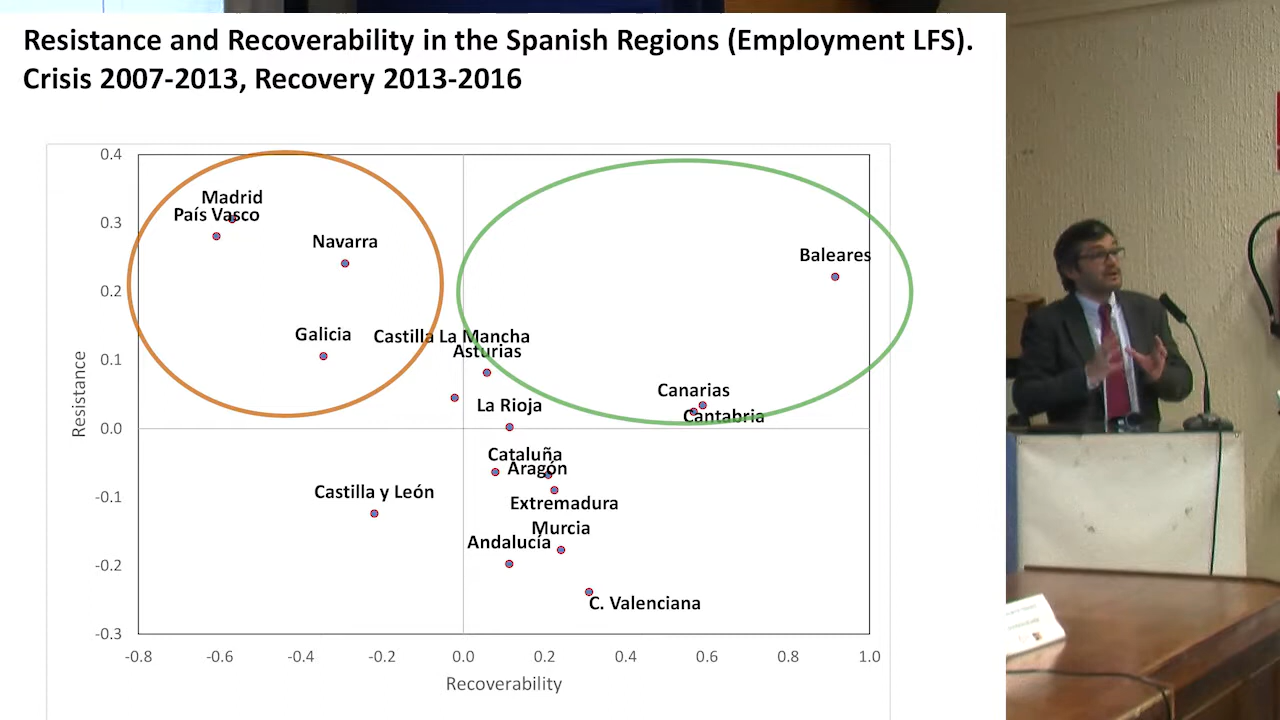 Resistance and Recoverability in the Spanish Regions (Employment LFS).
Crisis 2007-2013, Recovery 2013-2016
0.4
Madrid
0.3
País Vasco
Navarra
Baleares
0.2
Galicia
Castilla La Mancha
Asturias
0.1
Canarias
La Rioja
Cantabria
0.0
Cataluña
Aragón
Castilla y León
-0.1
Extremadura
Murcia
Andalucía
-0.2
C. Valenciana
-0.3
Resistance
-0.8 -0.6 -0.4 -0.2 0.0 0.2 0.4 0.6 0.8 1.0
Recoverability